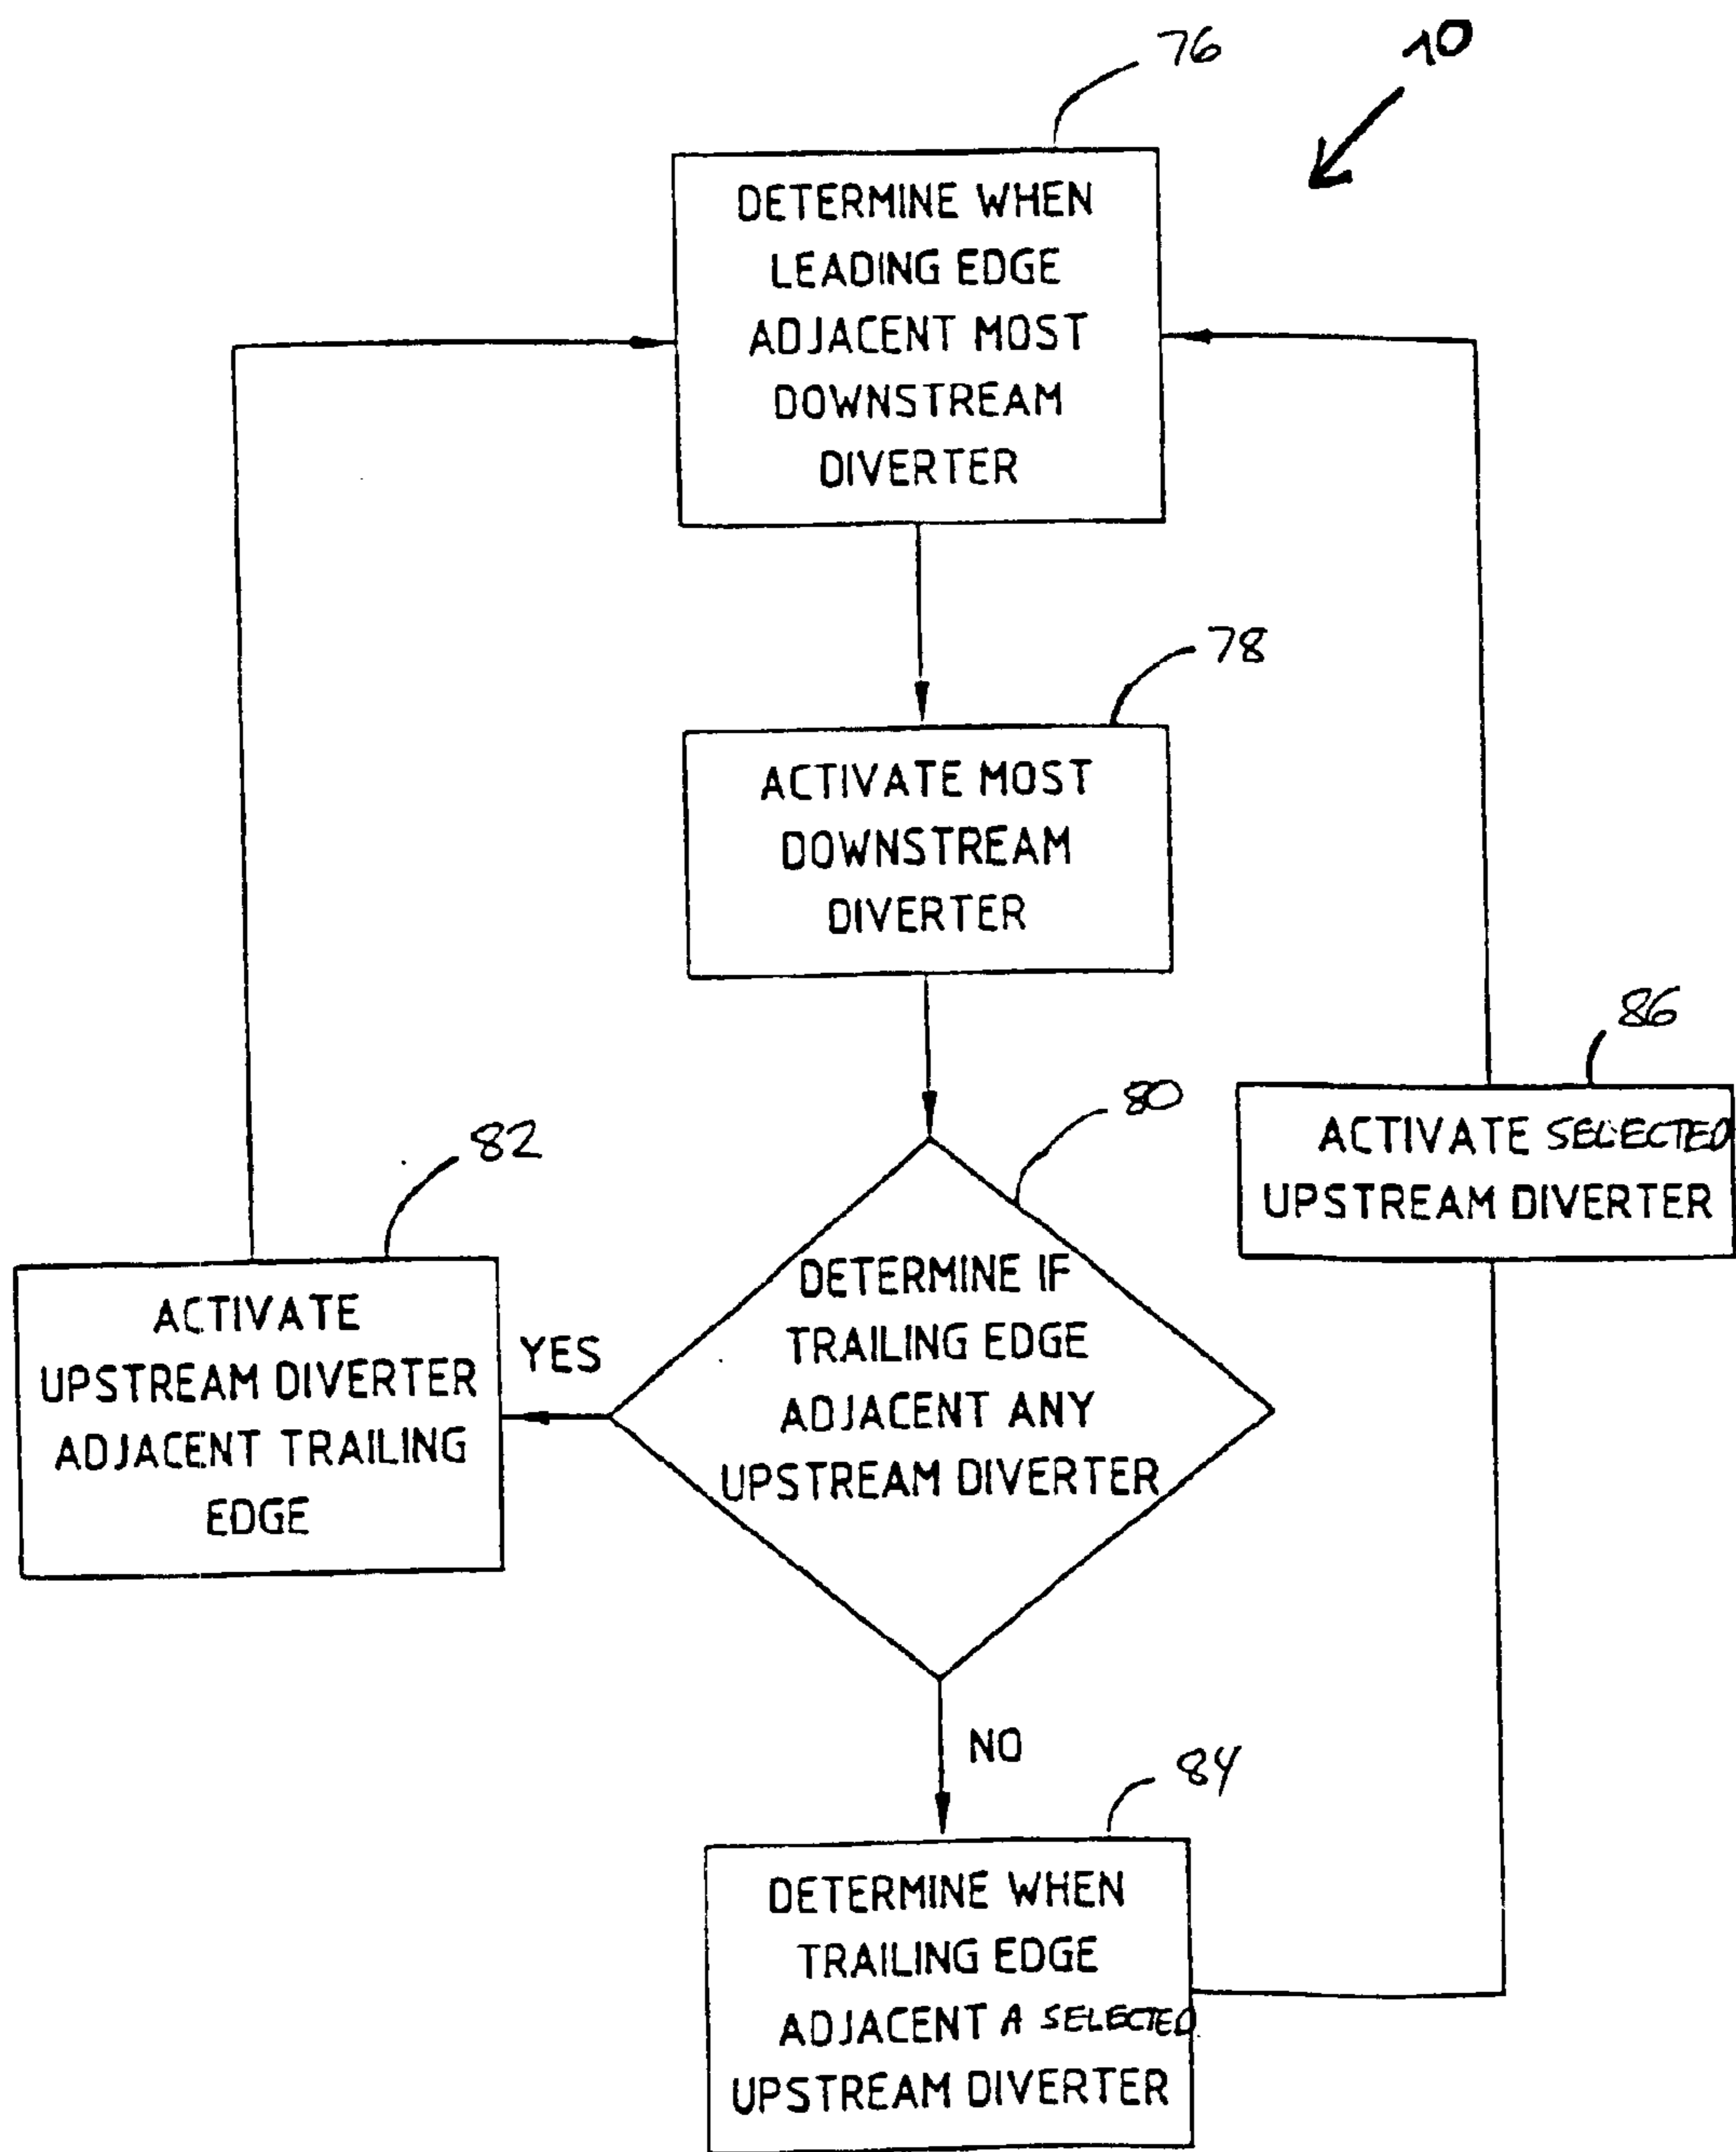 76
10
DETERMINE WHEN
LEADING EDGE
ADJACENT MOST
DOWNSTREAM
DIVERTER
78
ACTIVATE MOST
DOWNSTREAM
DIVERTER
86
ACTIVATE SELECTED
UPSTREAM DIVERTER
80
DETERMINE IF
TRAILING EDGE
ADJACENT ANY
UPSTREAM DIVERTER
82
ACTIVATE
UPSTREAM DIVERTER
ADJACENT TRAILING
EDGE
YES
NO
84
DETERMINE WHEN
TRAILING EDGE
ADJACENT A SELECTED
UPSTREAM DIVERTER